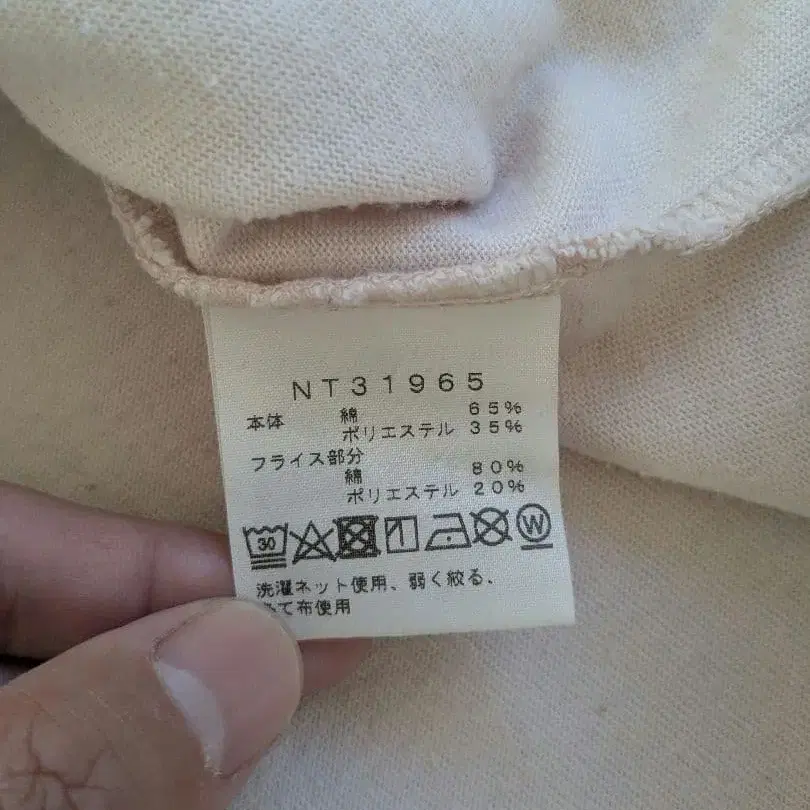 NT31965
本体 綿 65%
ポリエステル 35%
フライス部分
綿 80%
ポリエステル 20%
30 W
洗濯ネット使用、弱く絞る、
て布使用